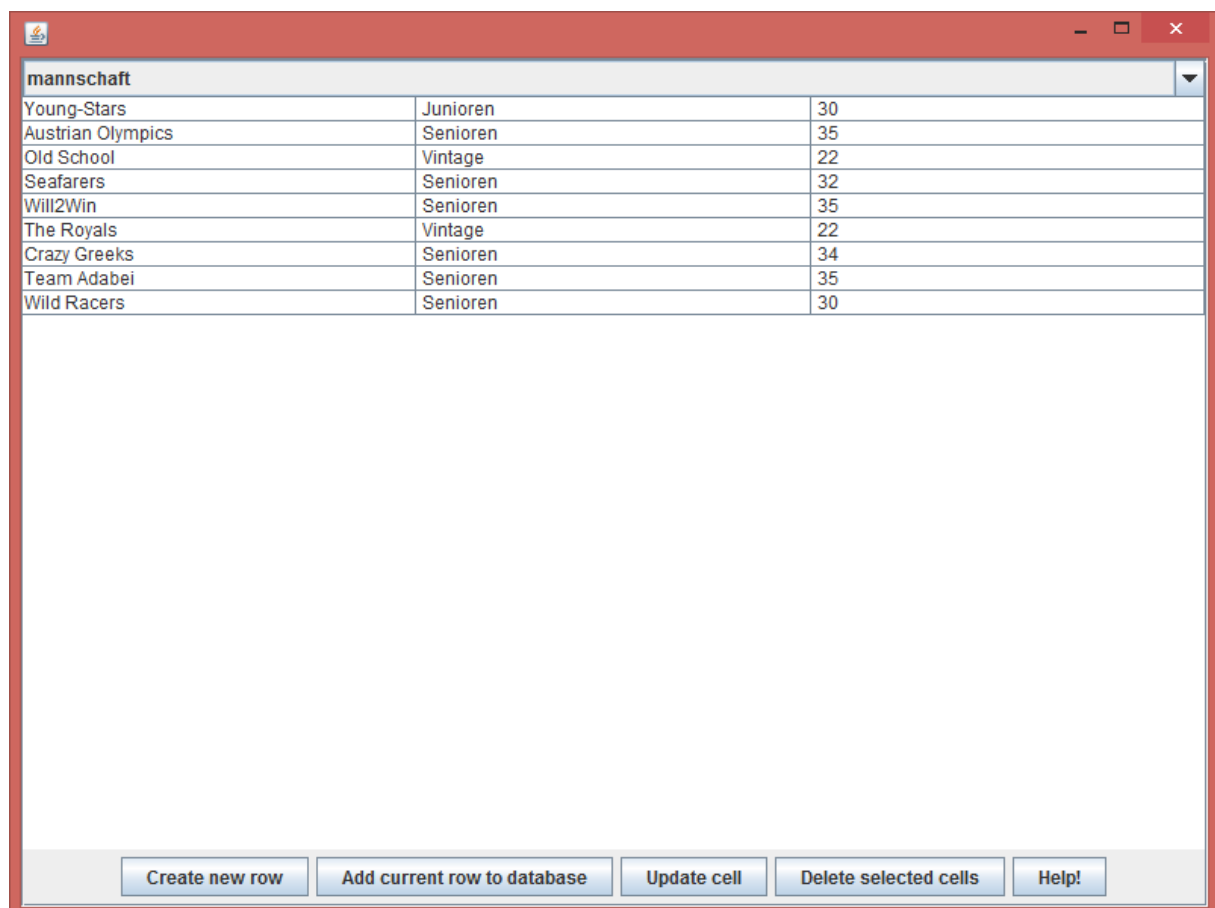 mannschaft
Young-Stars Junioren 30
Austrian Olympics Senioren 35
Old School Vintage 22
Seafarers Senioren 32
Will2Win Senioren 35
The Royals Vintage 22
Crazy Greeks Senioren 34
Team Adabei Senioren 35
Wild Racers Senioren 30
Create new row Add current row to database Update cell Delete selected cells Help!